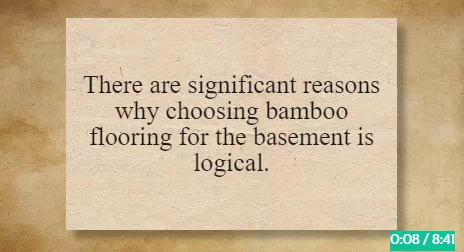 There are significant reasons
why choosing bamboo
flooring for the basement is
logical.
0:08 / 8:41